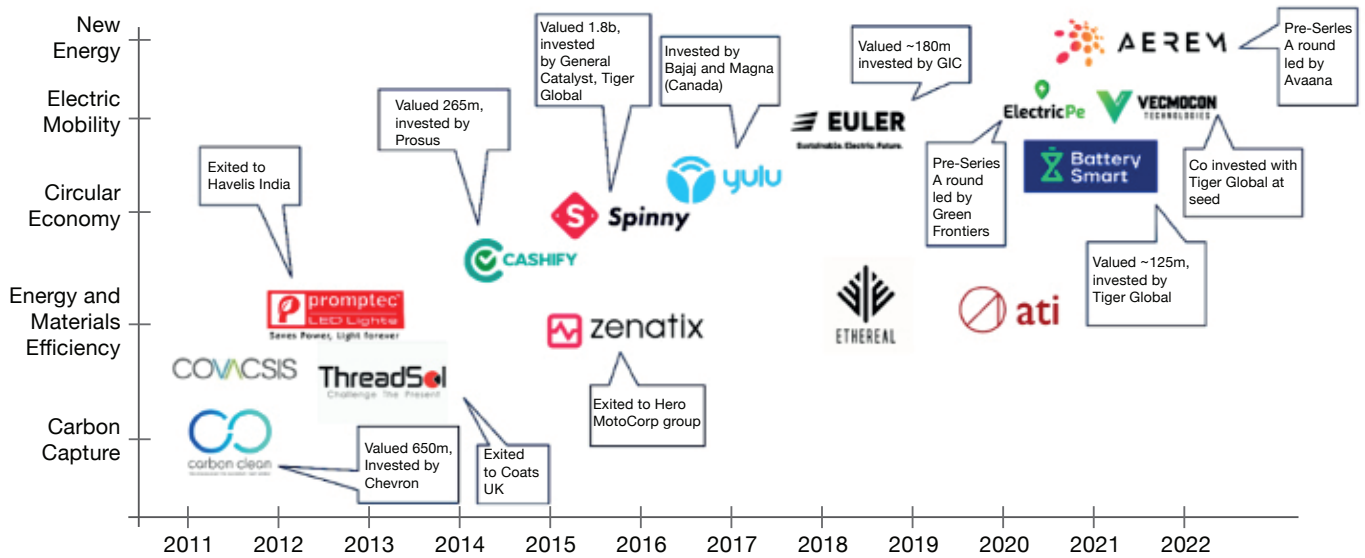 New
Energy
Electric
Mobility
Circular
Economy
Energy and
Materials
Efficiency
Carbon
Capture
Valued 1.8b,
invested
by General
Catalyst, Tiger
Global
Invested by
Bajaj and Magna
(Canada)
Valued ~180m
invested by GIC
AEREM
Pre-Series
A round
led by
Avaana
Valued 265m,
invested by
Prosus
EULER
Sustainable. Electric. Future.
ElectricPe
VECMOCON
TECHNOLOGIES
Exited to
Havelis India
yulu
Pre-Series
A round
led by
Green
Frontiers
Battery
Smart
Co invested with
Tiger Global at
seed
S
Spinny
CASHIFY
Valued ~125m,
invested by
Tiger Global
promptec
LED Lights
Saves Power, Light forever
zenatix
ETHEREAL
ati
COVACSIS
ThreadSol
Challenge The Present
Exited to Hero
MotoCorp group
carbon clean
Valued 650m,
Invested by
Chevron
Exited
to Coats
UK
2011 2012 2013 2014 2015 2016 2017 2018 2019 2020 2021 2022